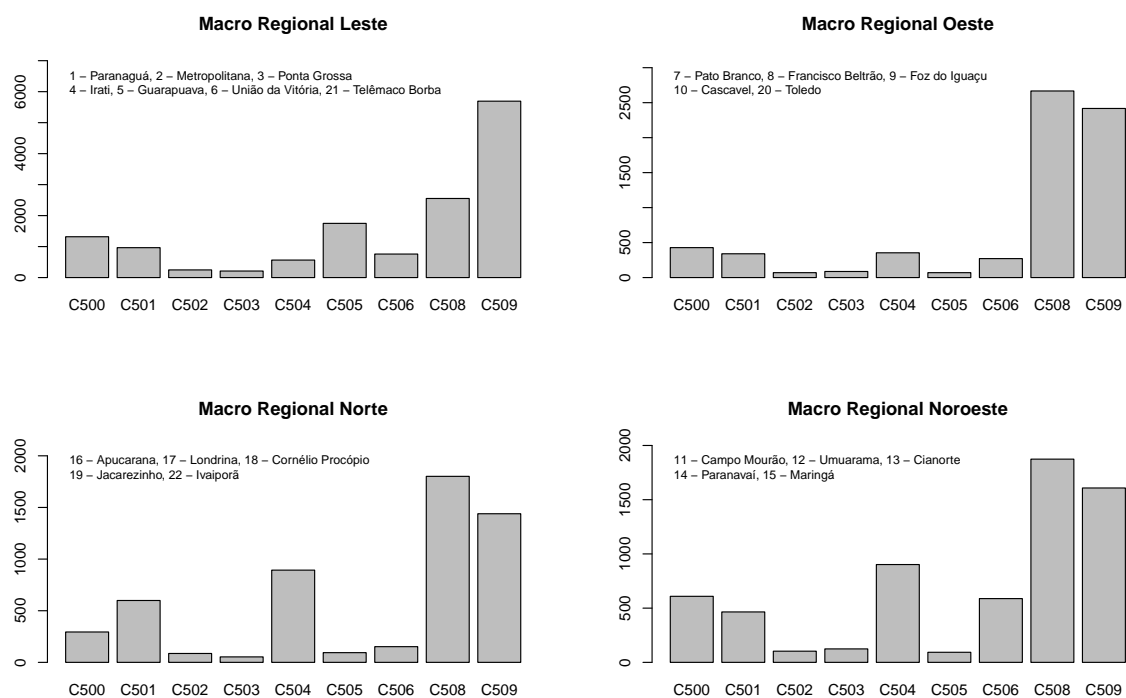 Macro Regional Leste
1 – Paranaguá, 2 – Metropolitana, 3 – Ponta Grossa
4 – Irati, 5 – Guarapuava, 6 – União da Vitória, 21 – Telêmaco Borba
6000
4000
2000
0
C500 C501 C502 C503 C504 C505 C506 C508 C509
Macro Regional Oeste
7 – Pato Branco, 8 – Francisco Beltrão, 9 – Foz do Iguaçu
10 – Cascavel, 20 – Toledo
2500
1500
500
0
C500 C501 C502 C503 C504 C505 C506 C508 C509
Macro Regional Norte
16 – Apucarana, 17 – Londrina, 18 – Cornélio Procópio
19 – Jacarezinho, 22 – Ivaiporã
2000
1500
1000
500
0
C500 C501 C502 C503 C504 C505 C506 C508 C509
Macro Regional Noroeste
11 – Campo Mourão, 12 – Umuarama, 13 – Cianorte
14 – Paranavaí, 15 – Maringá
2000
1500
1000
500
0
C500 C501 C502 C503 C504 C505 C506 C508 C509